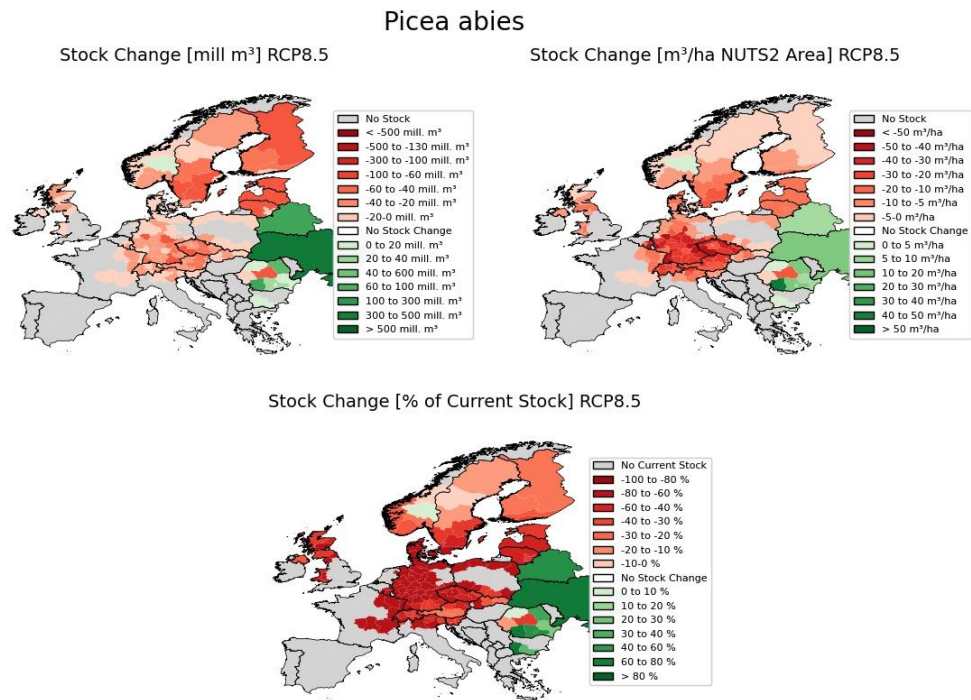 Picea abies
Stock Change [mill m³] RCP8.5
No Stock
< -500 mill. m³
-500 to -130 mill. m³
-300 to -100 mill. m³
-100 to -60 mill. m³
-60 to -40 mill. m³
-40 to -20 mill. m³
-20-0 mill. m³
No Stock Change
0 to 20 mill. m³
20 to 40 mill. m³
40 to 600 mill. m³
60 to 100 mill. m³
100 to 300 mill. m³
300 to 500 mill. m³
> 500 mill. m³
Stock Change [m³/ha NUTS2 Area] RCP8.5
No Stock
< -50 m³/ha
-50 to -40 m³/ha
-40 to -30 m³/ha
-30 to -20 m³/ha
-20 to -10 m³/ha
-10 to -5 m³/ha
-5-0 m³/ha
No Stock Change
0 to 5 m³/ha
5 to 10 m³/ha
10 to 20 m³/ha
20 to 30 m³/ha
30 to 40 m³/ha
40 to 50 m³/ha
> 50 m³/ha
Stock Change [% of Current Stock] RCP8.5
No Current Stock
-100 to -80 %
-80 to -60 %
-60 to -40 %
-40 to -30 %
-30 to -20 %
-20 to -10 %
-10-0 %
No Stock Change
0 to 10 %
10 to 20 %
20 to 30 %
30 to 40 %
40 to 60 %
60 to 80 %
> 80 %